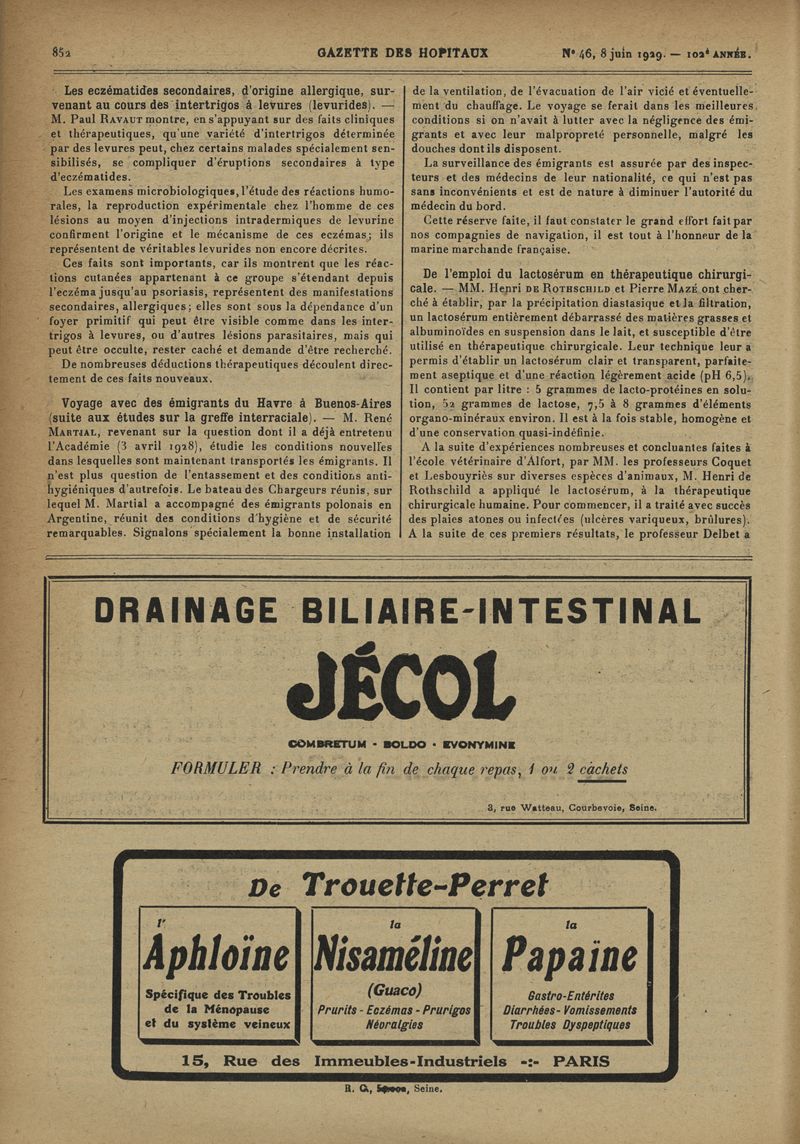 852
GAZETTE DES HOPITAUX
N° 46, 8 juin 1929. — 102e ANNÉE.
Les eczématides secondaires, d'origine allergique, sur-
venant au cours des intertrigos à levures (levurides). —
M. Paul RAVAUT montre, en s'appuyant sur des faits cliniques
et thérapeutiques, qu'une variété d'intertrigos déterminée
par des levures peut, chez certains malades spécialement sen-
sibilisés, se compliquer d'éruptions secondaires à type
d'eczématides.
Les examens microbiologiques, l'étude des réactions humo-
rales, la reproduction expérimentale chez l'homme de ces
lésions au moyen d'injections intradermiques de levurine
confirment l'origine et le mécanisme de ces eczémas; ils
représentent de véritables levurides non encore décrites.
Ces faits sont importants, car ils montrent que les réac-
tions cutanées appartenant à ce groupe s'étendant depuis
l'eczéma jusqu'au psoriasis, représentent des manifestations
secondaires, allergiques; elles sont sous la dépendance d'un
foyer primitif qui peut être visible comme dans les inter-
trigos à levures, ou d'autres lésions parasitaires, mais qui
peut être occulte, rester caché et demande d'être recherché.
De nombreuses déductions thérapeutiques découlent direc-
tement de ces faits nouveaux.
Voyage avec des émigrants du Havre à Buenos-Aires
(suite aux études sur la greffe interraciale). — M. René
MARTIAL, revenant sur la question dont il a déjà entretenu
l'Académie (3 avril 1928), étudie les conditions nouvelles
dans lesquelles sont maintenant transportés les émigrants. Il
n'est plus question de l'entassement et des conditions anti-
hygiéniques d'autrefois. Le bateau des Chargeurs réunis, sur
lequel M. Martial a accompagné des émigrants polonais en
Argentine, réunit des conditions d'hygiène et de sécurité
remarquables. Signalons spécialement la bonne installation
de la ventilation, de l'évacuation de l'air vicié et éventuelle-
ment du chauffage. Le voyage se ferait dans les meilleures
conditions si on n'avait à lutter avec la négligence des émi-
grants et avec leur malpropreté personnelle, malgré les
douches dont ils disposent.
La surveillance des émigrants est assurée par des inspec-
teurs et des médecins de leur nationalité, ce qui n'est pas
sans inconvénients et est de nature à diminuer l'autorité du
médecin du bord.
Cette réserve faite, il faut constater le grand effort fait par
nos compagnies de navigation, il est tout à l'honneur de la
marine marchande française.
De l'emploi du lactosérum en thérapeutique chirurgi-
cale. — MM. Henri DE ROTHSCHILD et Pierre MAZÉ ont cher-
ché à établir, par la précipitation diastasique et la filtration,
un lactosérum entièrement débarrassé des matières grasses et
albuminoïdes en suspension dans le lait, et susceptible d'être
utilisé en thérapeutique chirurgicale. Leur technique leur a
permis d'établir un lactosérum clair et transparent, parfaite-
ment aseptique et d'une réaction légèrement acide (pH 6,5).
Il contient par litre : 5 grammes de lacto-protéines en solu-
tion, 52 grammes de lactose, 7,5 à 8 grammes d'éléments
organo-minéraux environ. Il est à la fois stable, homogène et
d'une conservation quasi-indéfinie.
A la suite d'expériences nombreuses et concluantes faites à
l'école vétérinaire d'Alfort, par MM. les professeurs Coquet
et Lesbouyriès sur diverses espèces d'animaux, M. Henri de
Rothschild a appliqué le lactosérum, à la thérapeutique
chirurgicale humaine. Pour commencer, il a traité avec succès
des plaies atones ou infectées (ulcères variqueux, brûlures).
A la suite de ces premiers résultats, le professeur Delbet a
DRAINAGE BILIAIRE-INTESTINAL
JÉCOL
COMBRETUM - BOLDO - EVONYMINE
FORMULER : Prendre à la fin de chaque repas, 1 ou 2 cachets
3, rue Watteau, Courbevoie, Seine.
De Trouette-Perret
l'
Aphloïne
Spécifique des Troubles
de la Ménopause
et du système veineux
la
Nisaméline
(Guaco)
Prurits - Eczémas - Prurigos
Néoralgies
la
Papaïne
Gastro-Entérites
Diarrhées - Vomissements
Troubles Dyspeptiques
15, Rue des Immeubles-Industriels -:- PARIS
R. C., Seine.